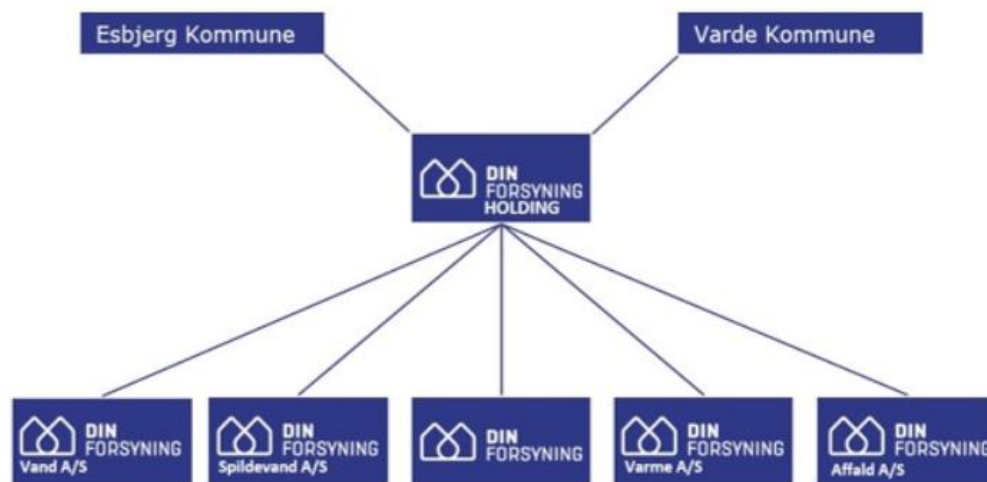 Esbjerg Kommune
Varde Kommune
DIN
FORSYNING
HOLDING
DIN
FORSYNING
Vand A/S
DIN
FORSYNING
Spildevand A/S
DIN
FORSYNING
DIN
FORSYNING
Varme A/S
DIN
FORSYNING
Affald A/S